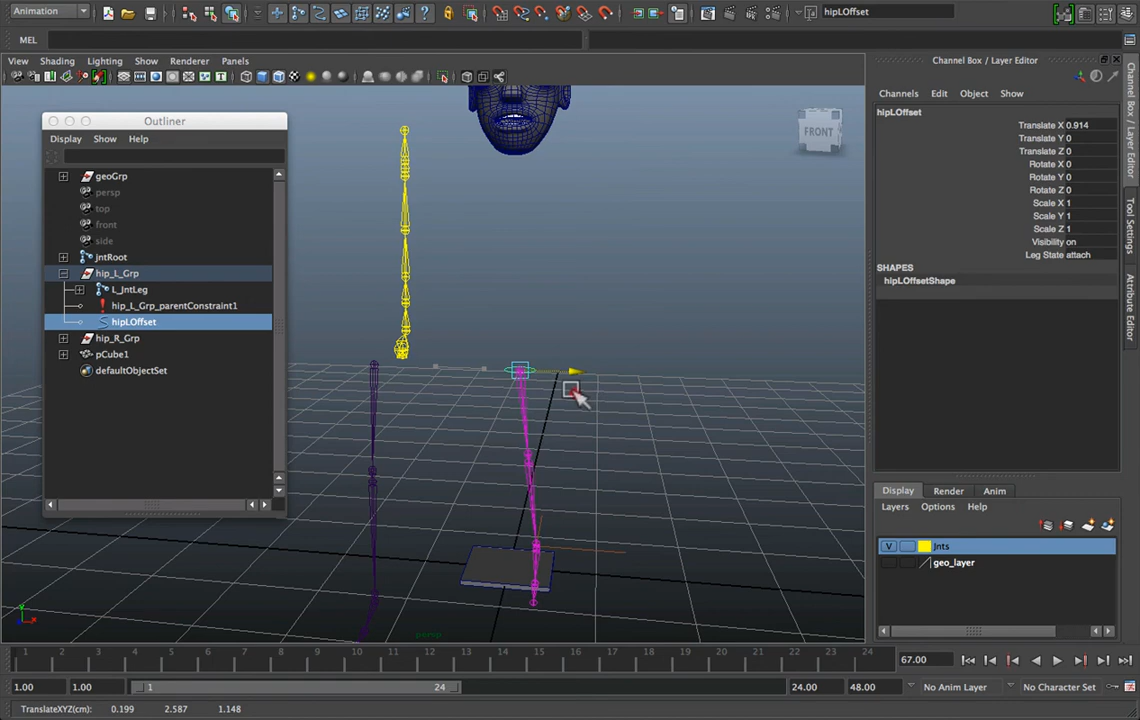 Animation
hipLOffset
MEL
View Shading Lighting Show Renderer Panels
Channel Box / Layer Editor
Channels Edit Object Show
hipLOffset
Translate X 0.914
Translate Y 0
Translate Z 0
Rotate X 0
Rotate Y 0
Rotate Z 0
Scale X 1
Scale Y 1
Scale Z 1
Visibility on
Leg State attach
SHAPES
hipLOffsetShape
Channel Box / Layer Editor
Tool Settings
Attribute Editor
Outliner
Display Show Help
geoGrp
persp
top
front
side
jntRoot
hip_L_Grp
L_JntLeg
hip_L_Grp_parentConstraint1
hipLOffset
hip_R_Grp
pCube1
defaultObjectSet
FRONT
persp
Display Render Anim
Layers Options Help
V Jnts
geo_layer
1 2 3 4 5 6 7 8 9 10 11 12 13 14 15 16 17 18 19 20 21 22 23 24
67.00
1.00 1.00 1 24 24.00 48.00 No Anim Layer No Character Set
TranslateXYZ(cm): 0.199 2.587 1.148